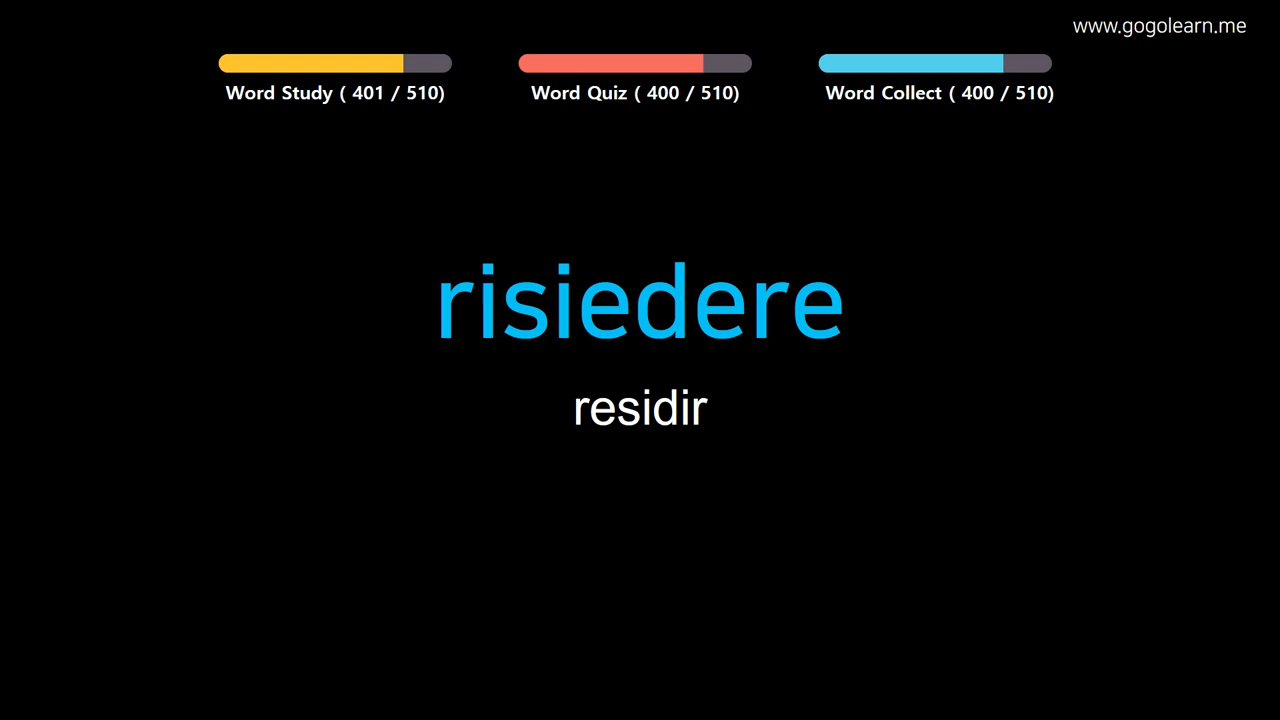 www.gogolearn.me
Word Study ( 401 / 510)
Word Quiz ( 400 / 510)
Word Collect ( 400 / 510)
risiedere
residir